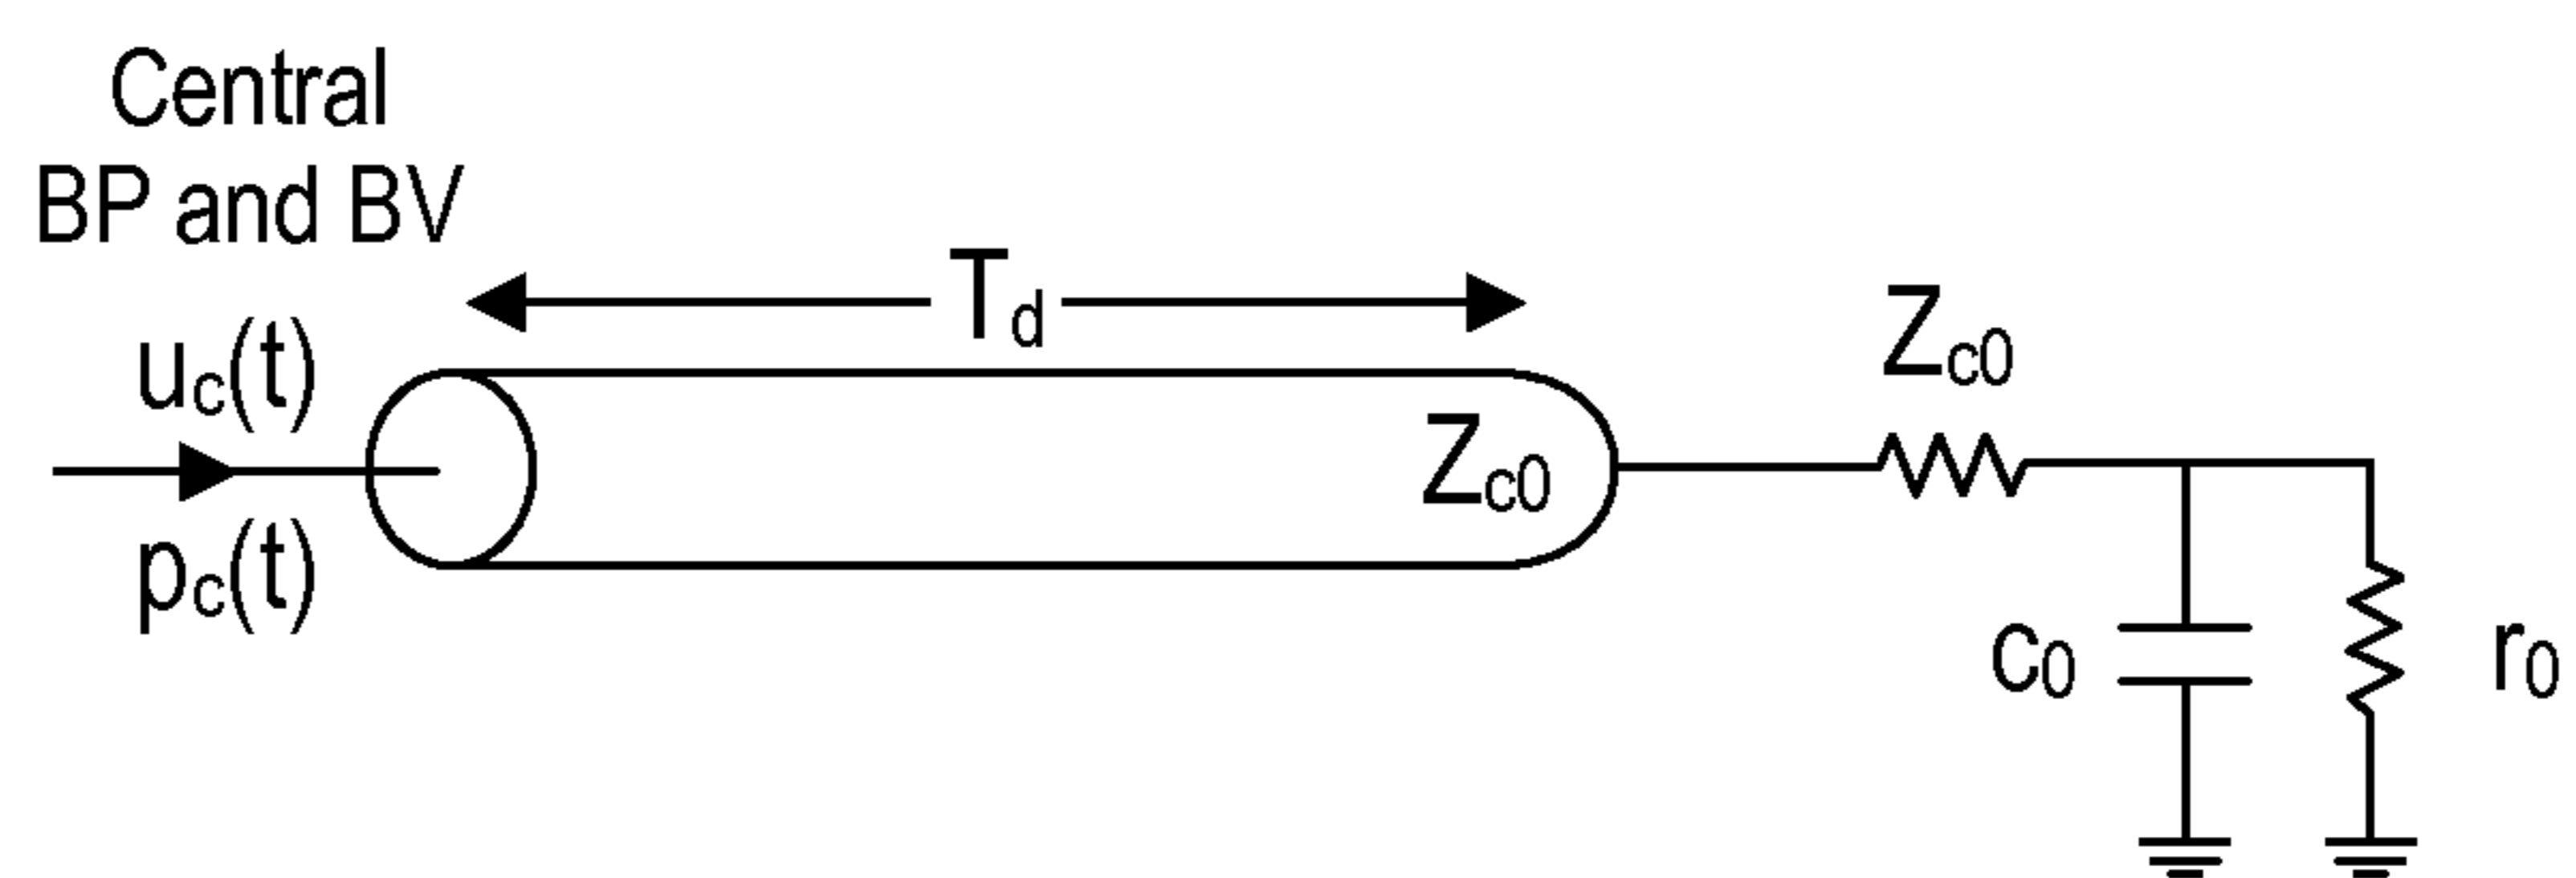 Central
BP and BV
u_c(t)
p_c(t)
T_d
Z_c0
Z_c0
c_0
r_0